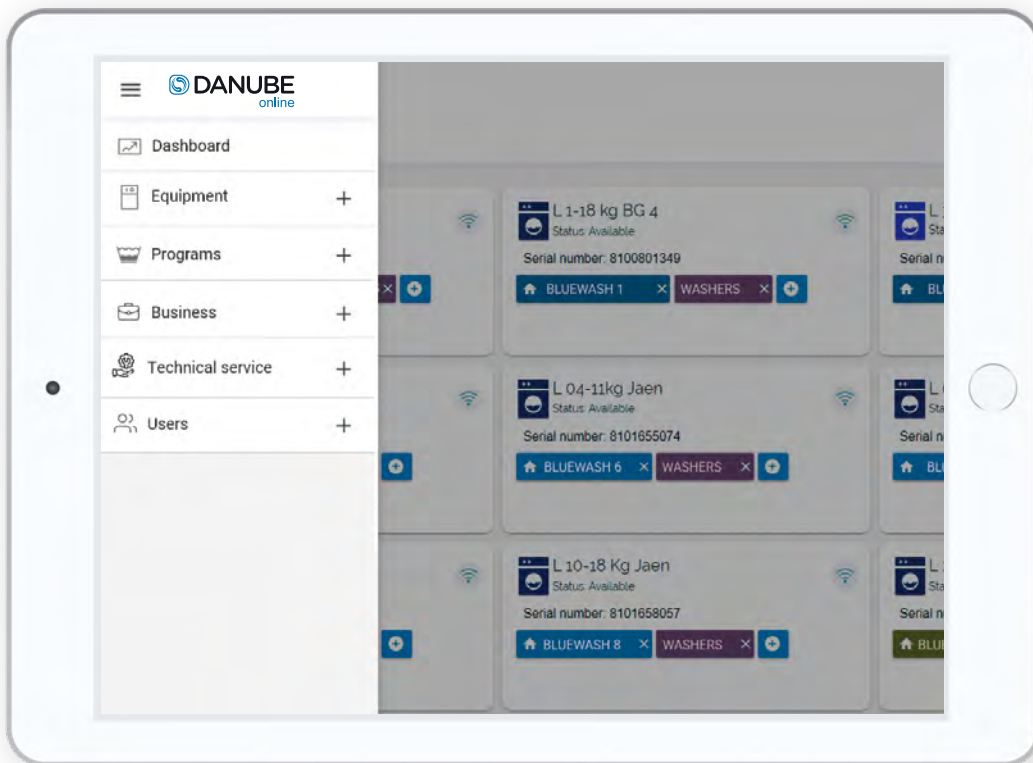 DANUBE
online
Dashboard
Equipment
Programs
Business
Technical service
Users
L 1-18 kg BG 4
Status: Available
Serial number: 8100801349
BLUEWASH 1 × WASHERS ×
L 04-11kg Jaen
Status: Available
Serial number: 8101655074
BLUEWASH 6 × WASHERS ×
L 10-18 Kg Jaen
Status: Available
Serial number: 8101658057
BLUEWASH 8 × WASHERS ×